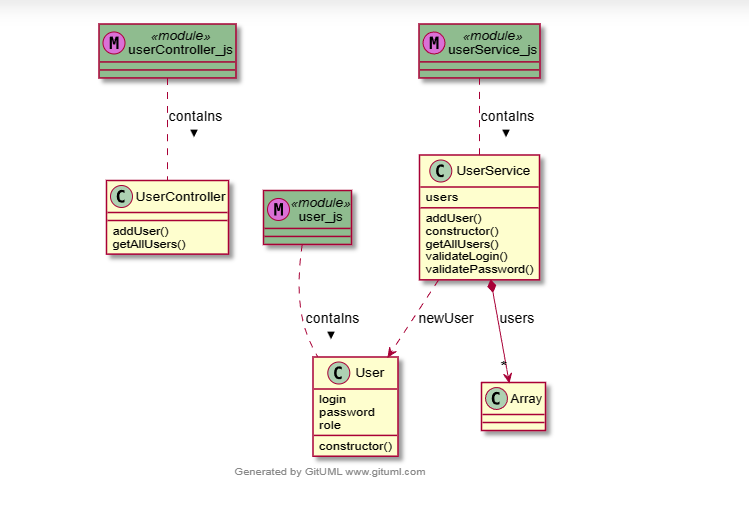 M
«module»
userController_js
M
«module»
userService_js
contains
▼
contains
▼
C UserController
addUser()
getAllUsers()
M
«module»
user_js
C UserService
users
addUser()
constructor()
getAllUsers()
validateLogin()
validatePassword()
contains
▼
newUser
users
*
C User
login
password
role
constructor()
C Array
Generated by GitUML www.gituml.com